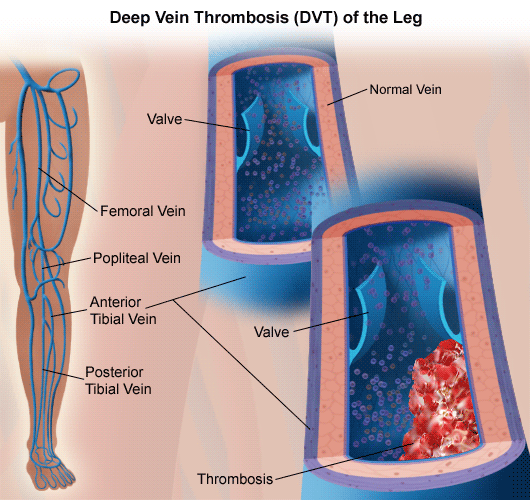 Deep Vein Thrombosis (DVT) of the Leg
Normal Vein
Valve
Femoral Vein
Popliteal Vein
Anterior
Tibial Vein
Valve
Posterior
Tibial Vein
Thrombosis